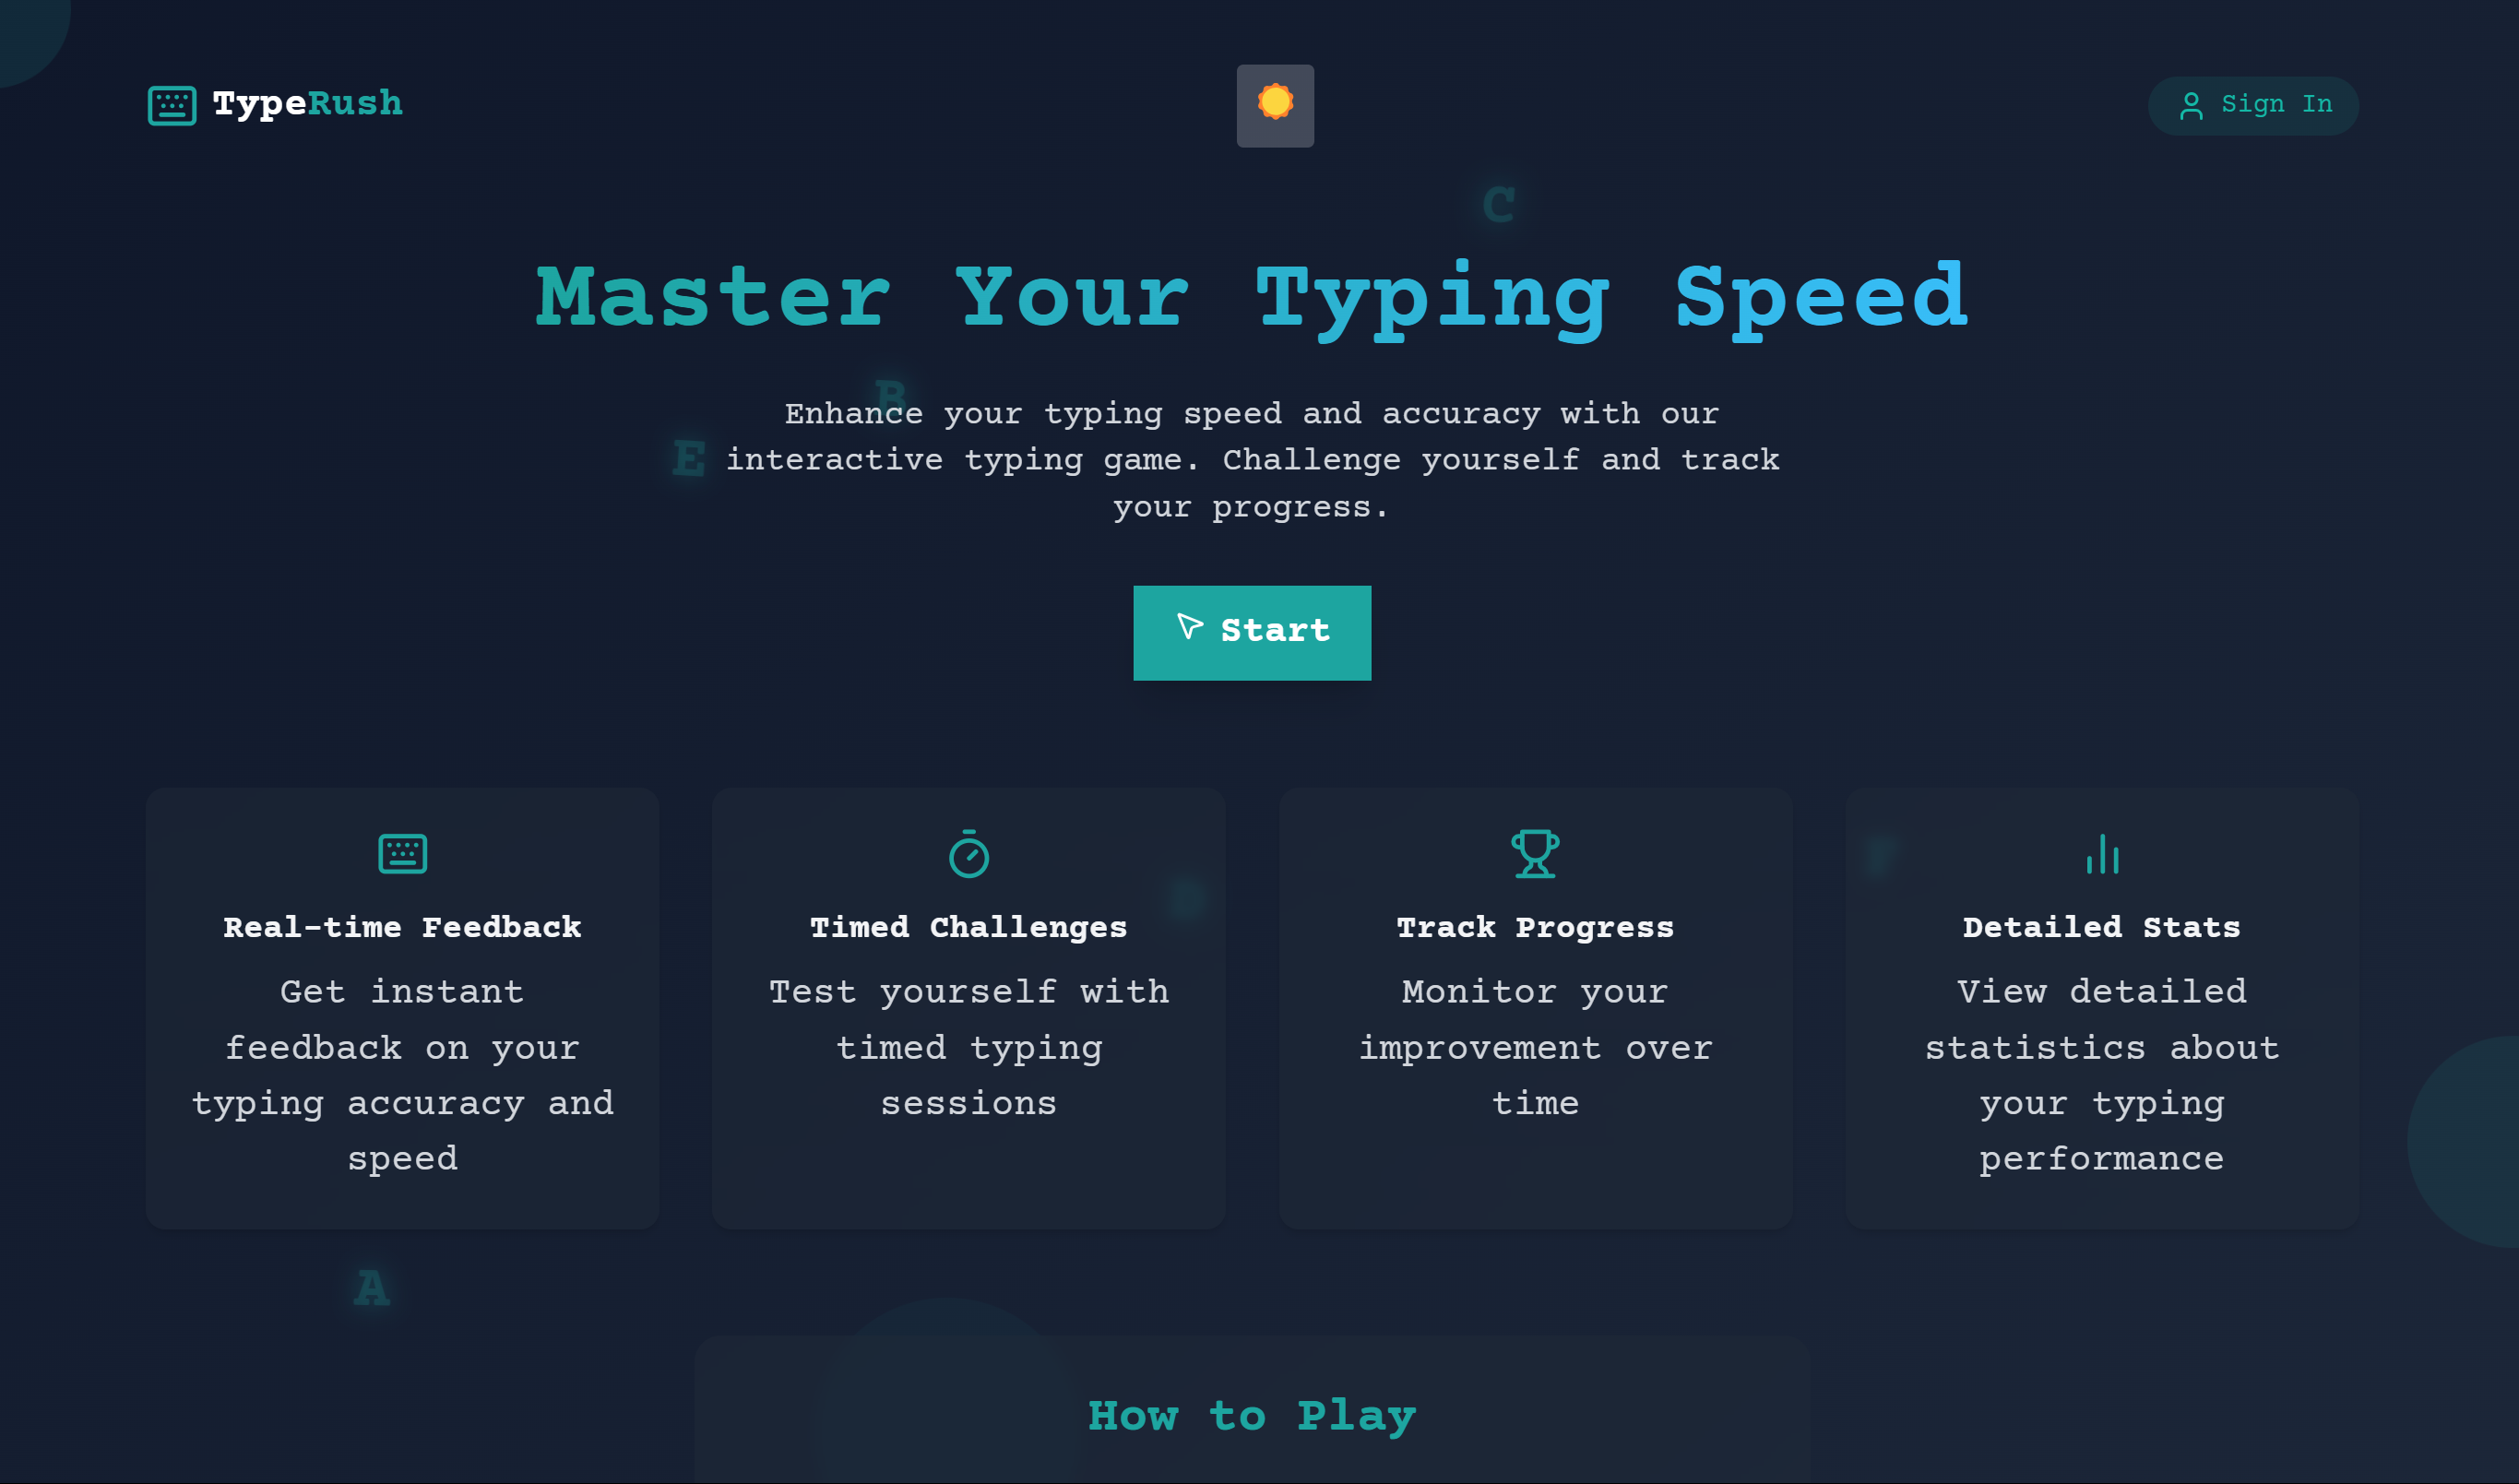 TypeRush
Sign In
C
Master Your Typing Speed
B
Enhance your typing speed and accuracy with our
E
interactive typing game. Challenge yourself and track
your progress.
Start
Real-time Feedback
Get instant
feedback on your
typing accuracy and
speed
Timed Challenges
Test yourself with
timed typing
sessions
Track Progress
Monitor your
improvement over
time
Detailed Stats
View detailed
statistics about
your typing
performance
A
How to Play